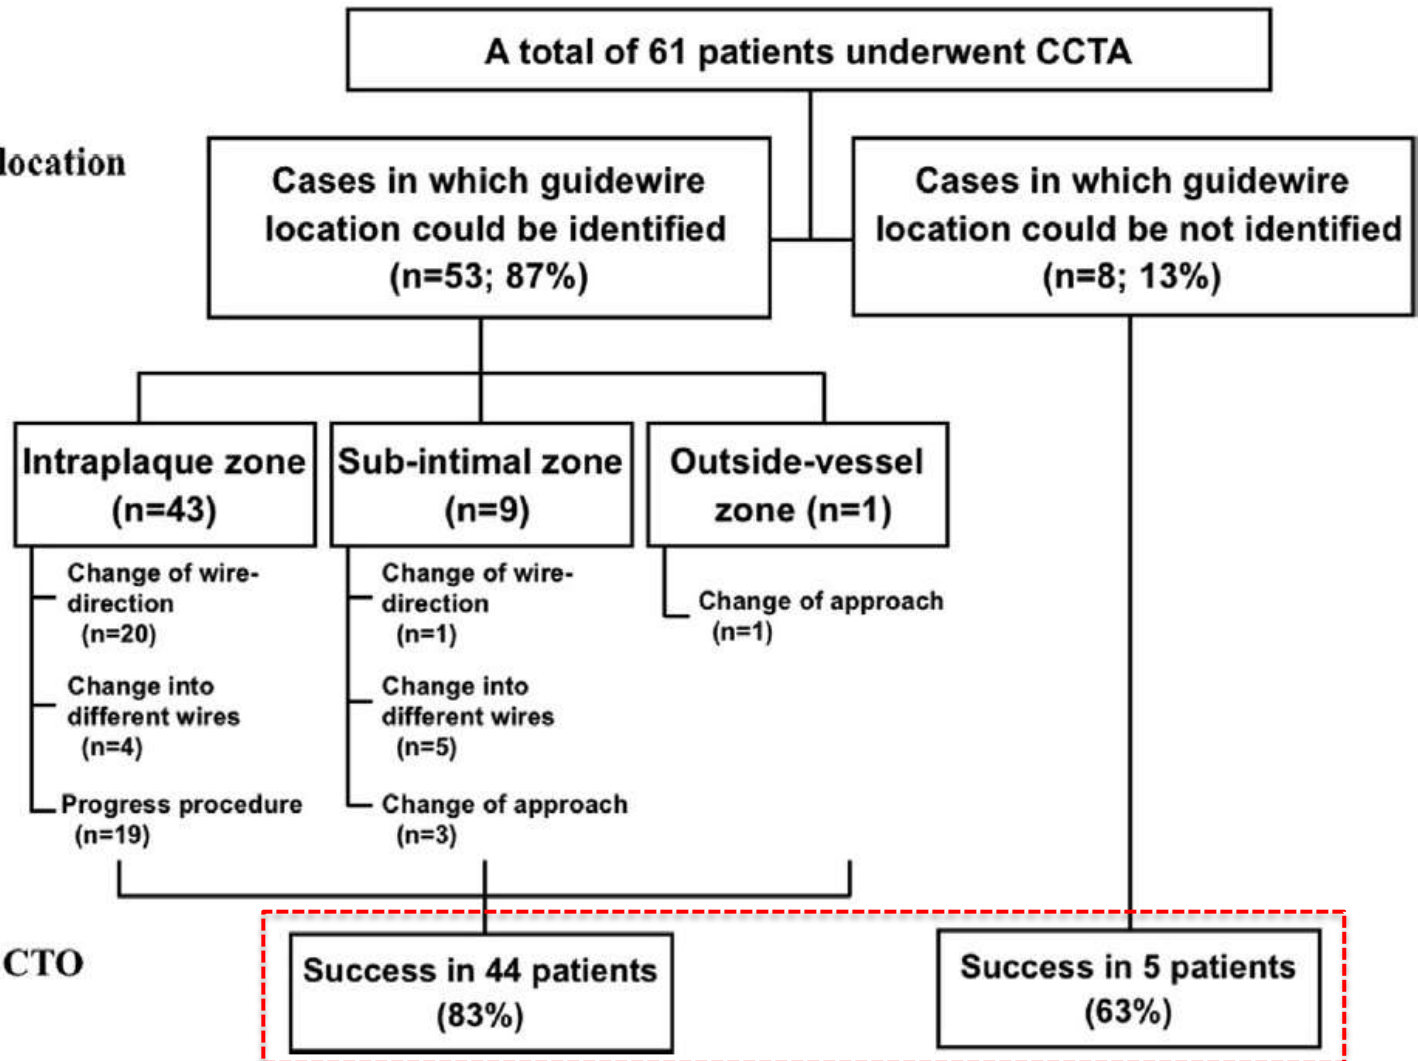 A total of 61 patients underwent CCTA
location
Cases in which guidewire
location could be identified
(n=53; 87%)
Cases in which guidewire
location could be not identified
(n=8; 13%)
Intraplaque zone
(n=43)
Sub-intimal zone
(n=9)
Outside-vessel
zone (n=1)
Change of wire-
direction
(n=20)
Change into
different wires
(n=4)
Progress procedure
(n=19)
Change of wire-
direction
(n=1)
Change into
different wires
(n=5)
Change of approach
(n=3)
Change of approach
(n=1)
CTO
Success in 44 patients
(83%)
Success in 5 patients
(63%)